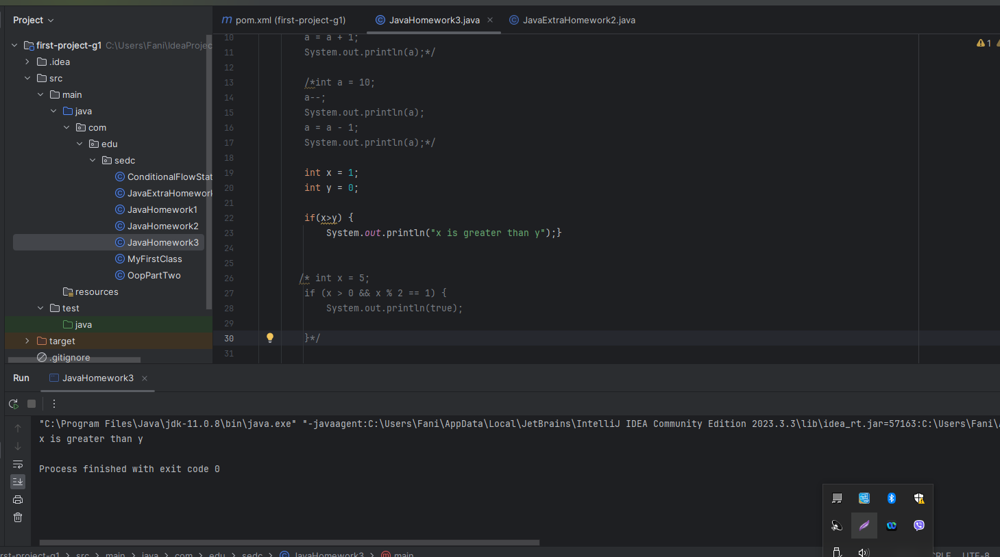 Project
pom.xml (first-project-g1)
JavaHomework3.java
JavaExtraHomework2.java
first-project-g1 C:\Users\Fani\IdeaProjec
.idea
src
main
java
com
edu
sedc
ConditionalFlowStat
JavaExtraHomework
JavaHomework1
JavaHomework2
JavaHomework3
MyFirstClass
OopPartTwo
resources
test
java
target
.gitignore
10 a = a + 1;
11 System.out.println(a);*/
12
13 /*int a = 10;
14 a--;
15 System.out.println(a);
16 a = a - 1;
17 System.out.println(a);*/
18
19 int x = 1;
20 int y = 0;
21
22 if(x>y) {
23 System.out.println("x is greater than y");}
24
25
26 /* int x = 5;
27 if (x > 0 && x % 2 == 1) {
28 System.out.println(true);
29
30 }*/
31
1
Run
JavaHomework3
"C:\Program Files\Java\jdk-11.0.8\bin\java.exe" "-javaagent:C:\Users\Fani\AppData\Local\JetBrains\IntelliJ IDEA Community Edition 2023.3.3\lib\idea_rt.jar=57163:C:\Users\Fani\
x is greater than y
Process finished with exit code 0
rst-project-g1 > src > main > java > com > edu > sedc > JavaHomework3 > main
CRLF UTF-8